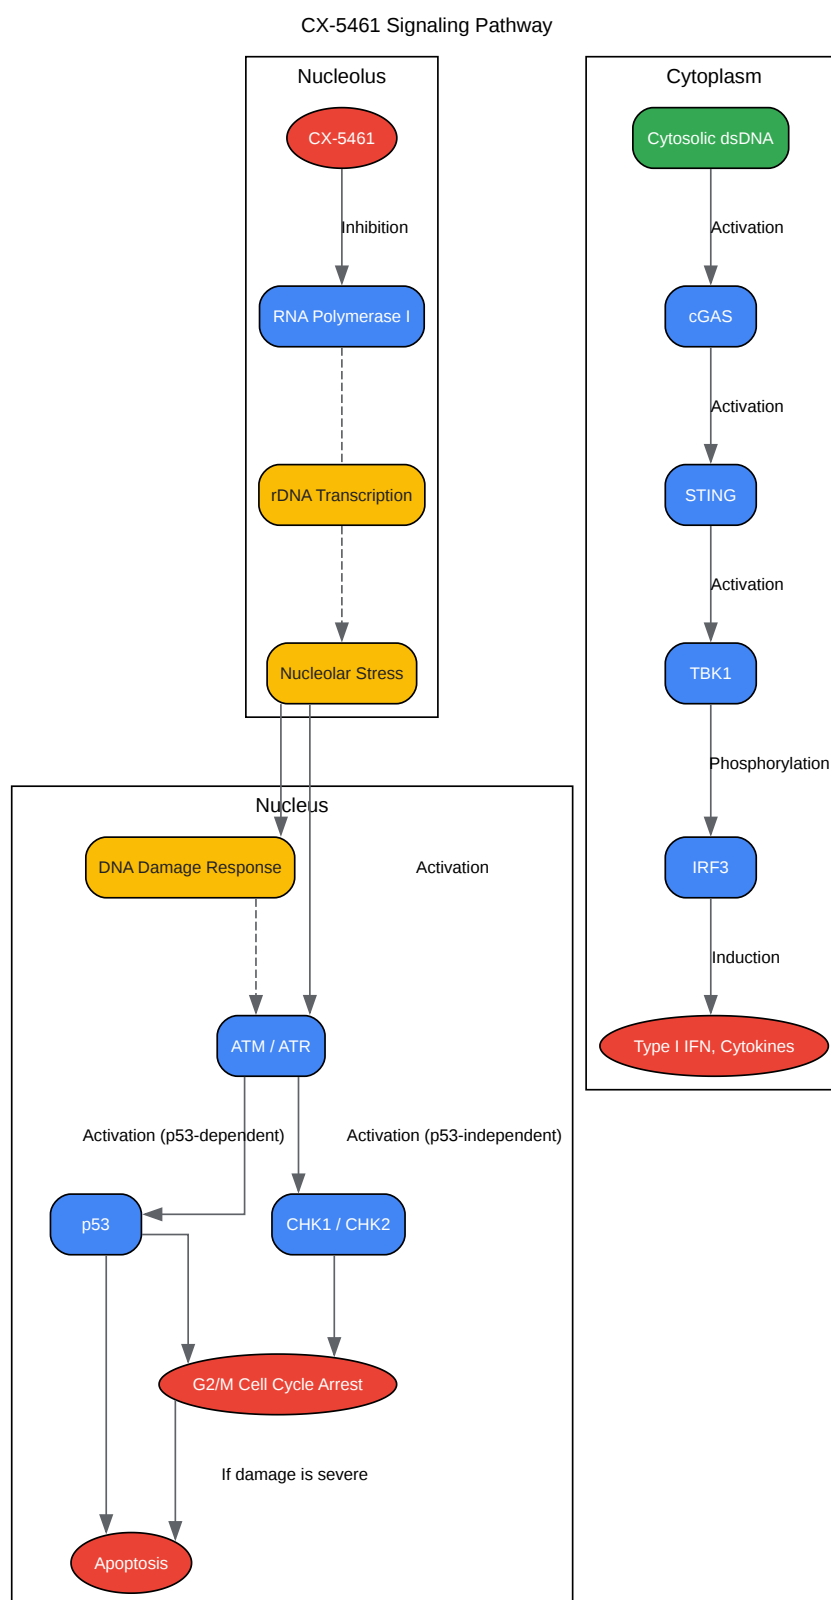 CX-5461 Signaling Pathway
Nucleolus
CX-5461
Inhibition
RNA Polymerase I
rDNA Transcription
Nucleolar Stress
Cytoplasm
Cytosolic dsDNA
Activation
cGAS
Activation
STING
Activation
TBK1
Phosphorylation
IRF3
Induction
Type I IFN, Cytokines
Nucleus
DNA Damage Response
Activation
ATM / ATR
Activation (p53-dependent)
Activation (p53-independent)
p53
CHK1 / CHK2
G2/M Cell Cycle Arrest
If damage is severe
Apoptosis